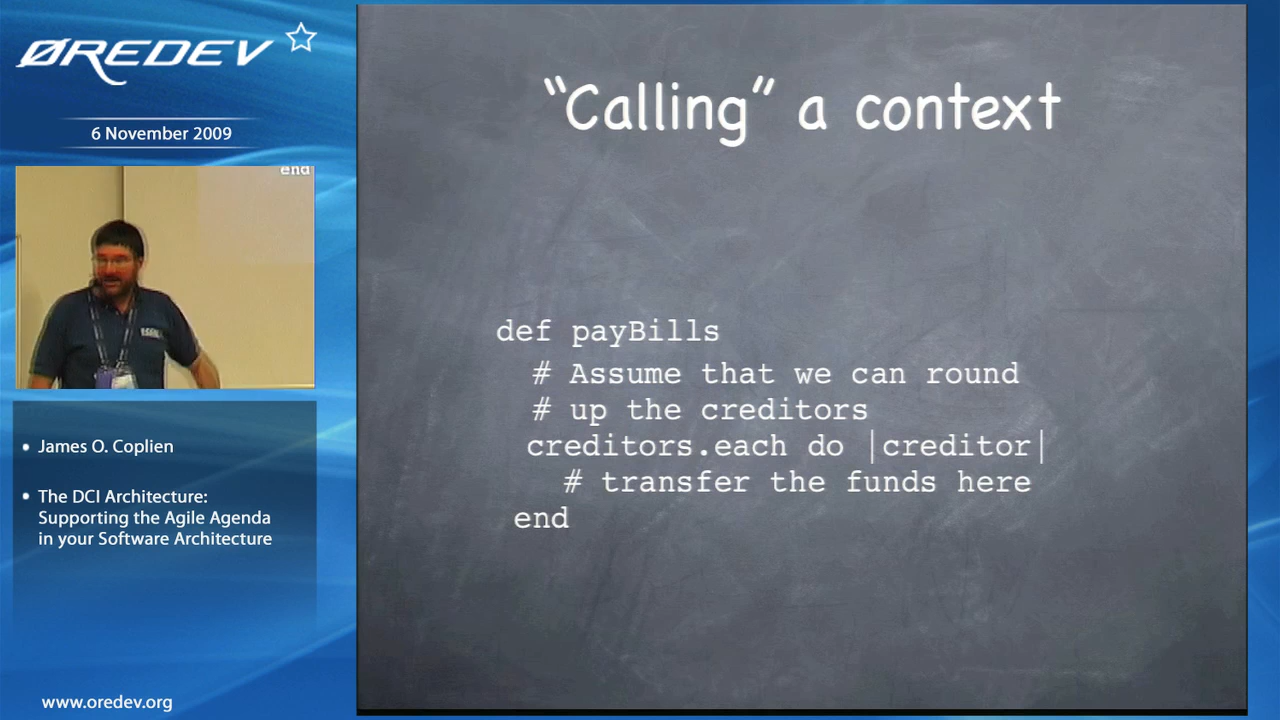 ØREDEV
6 November 2009
end
• James O. Coplien
• The DCI Architecture:
Supporting the Agile Agenda
in your Software Architecture
www.oredev.org
“Calling” a context
def payBills
# Assume that we can round
# up the creditors
creditors.each do |creditor|
# transfer the funds here
end